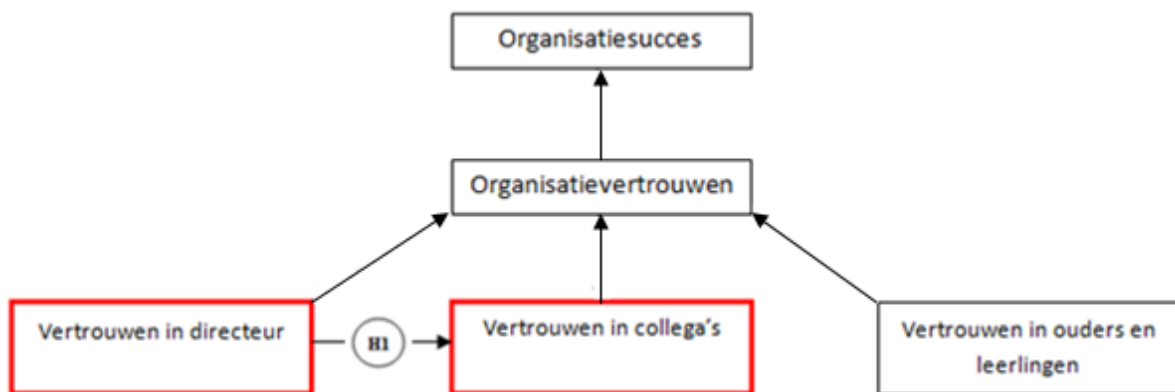 Organisatiesucces
Organisatievertrouwen
Vertrouwen in directeur
H1
Vertrouwen in collega's
Vertrouwen in ouders en
leerlingen